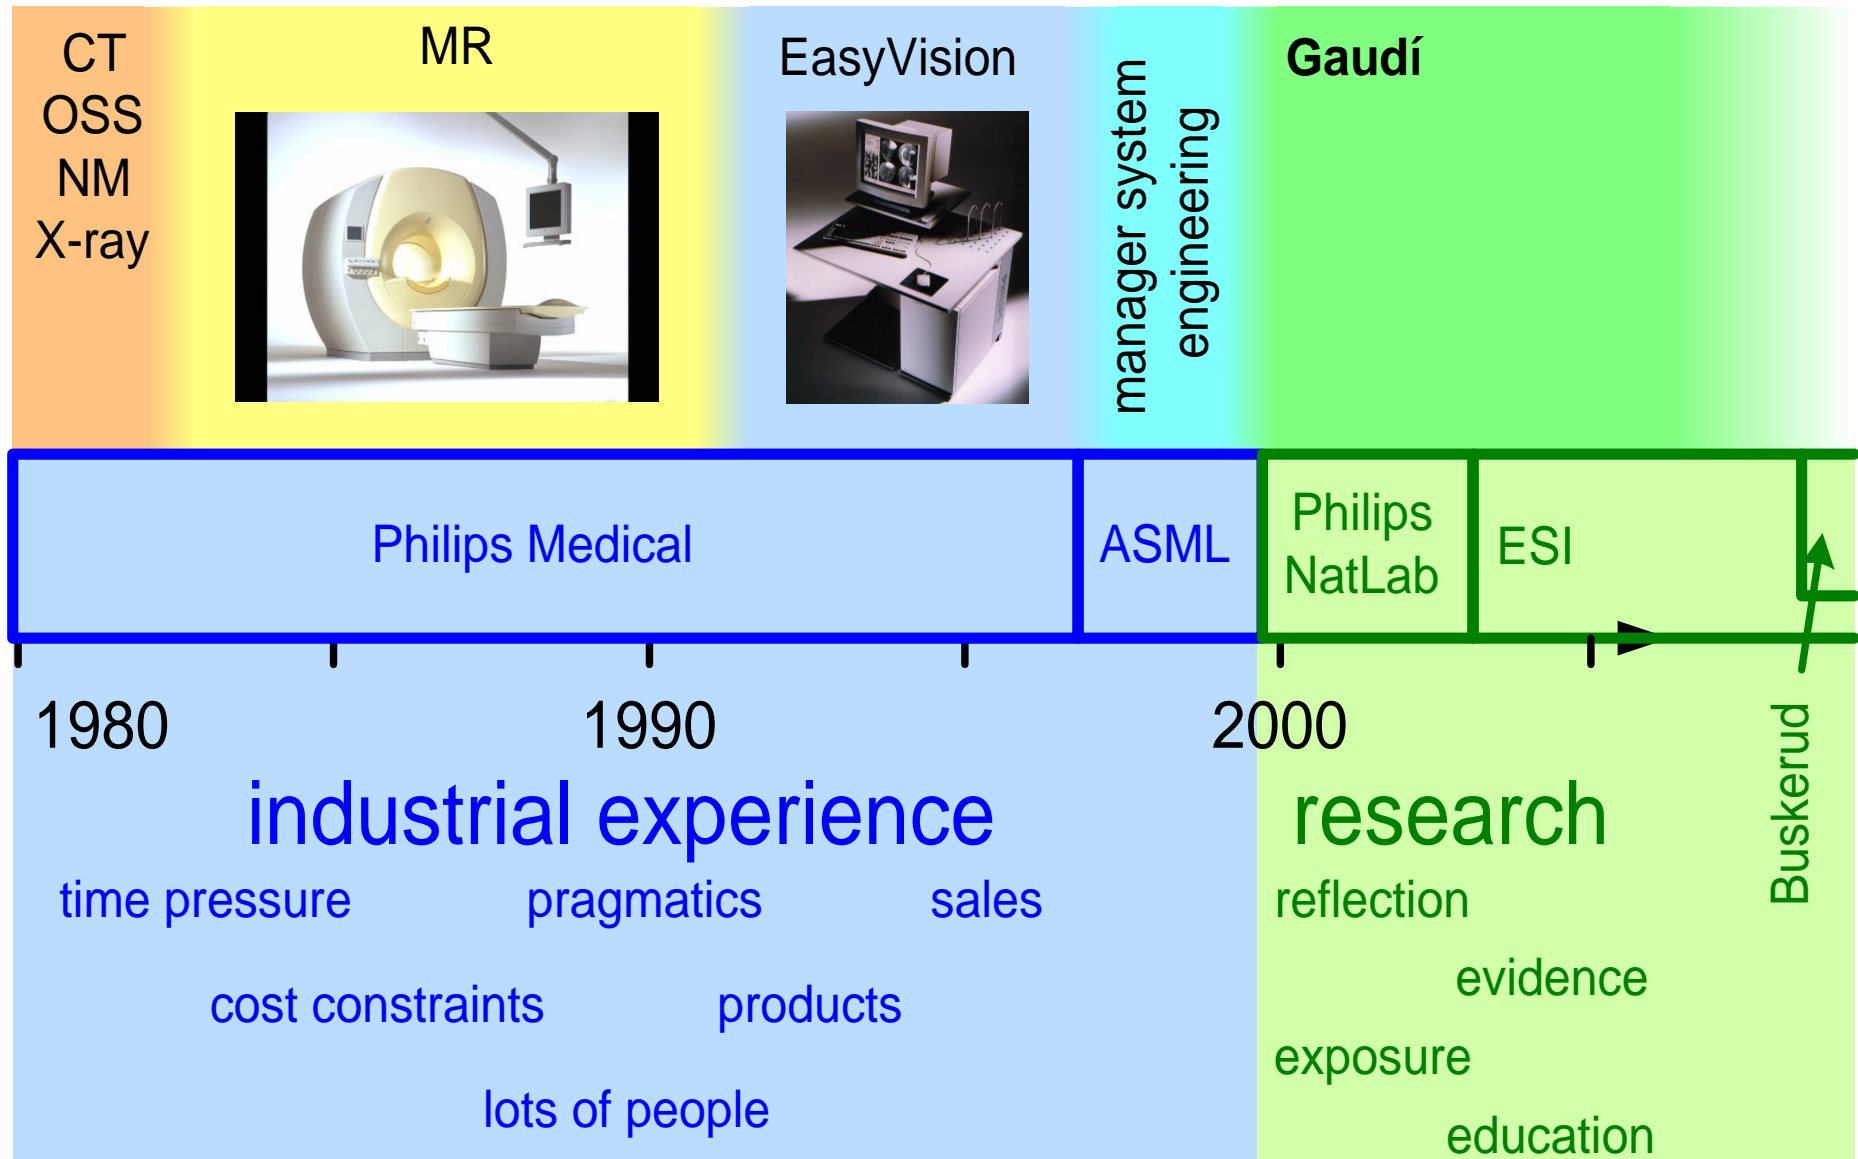 CT
OSS
NM
X-ray
MR
EasyVision
manager system
engineering
Gaudí
Philips Medical
ASML
Philips
NatLab
ESI
1980
1990
2000
Buskerud
industrial experience
research
time pressure
pragmatics
sales
reflection
evidence
cost constraints
products
exposure
lots of people
education